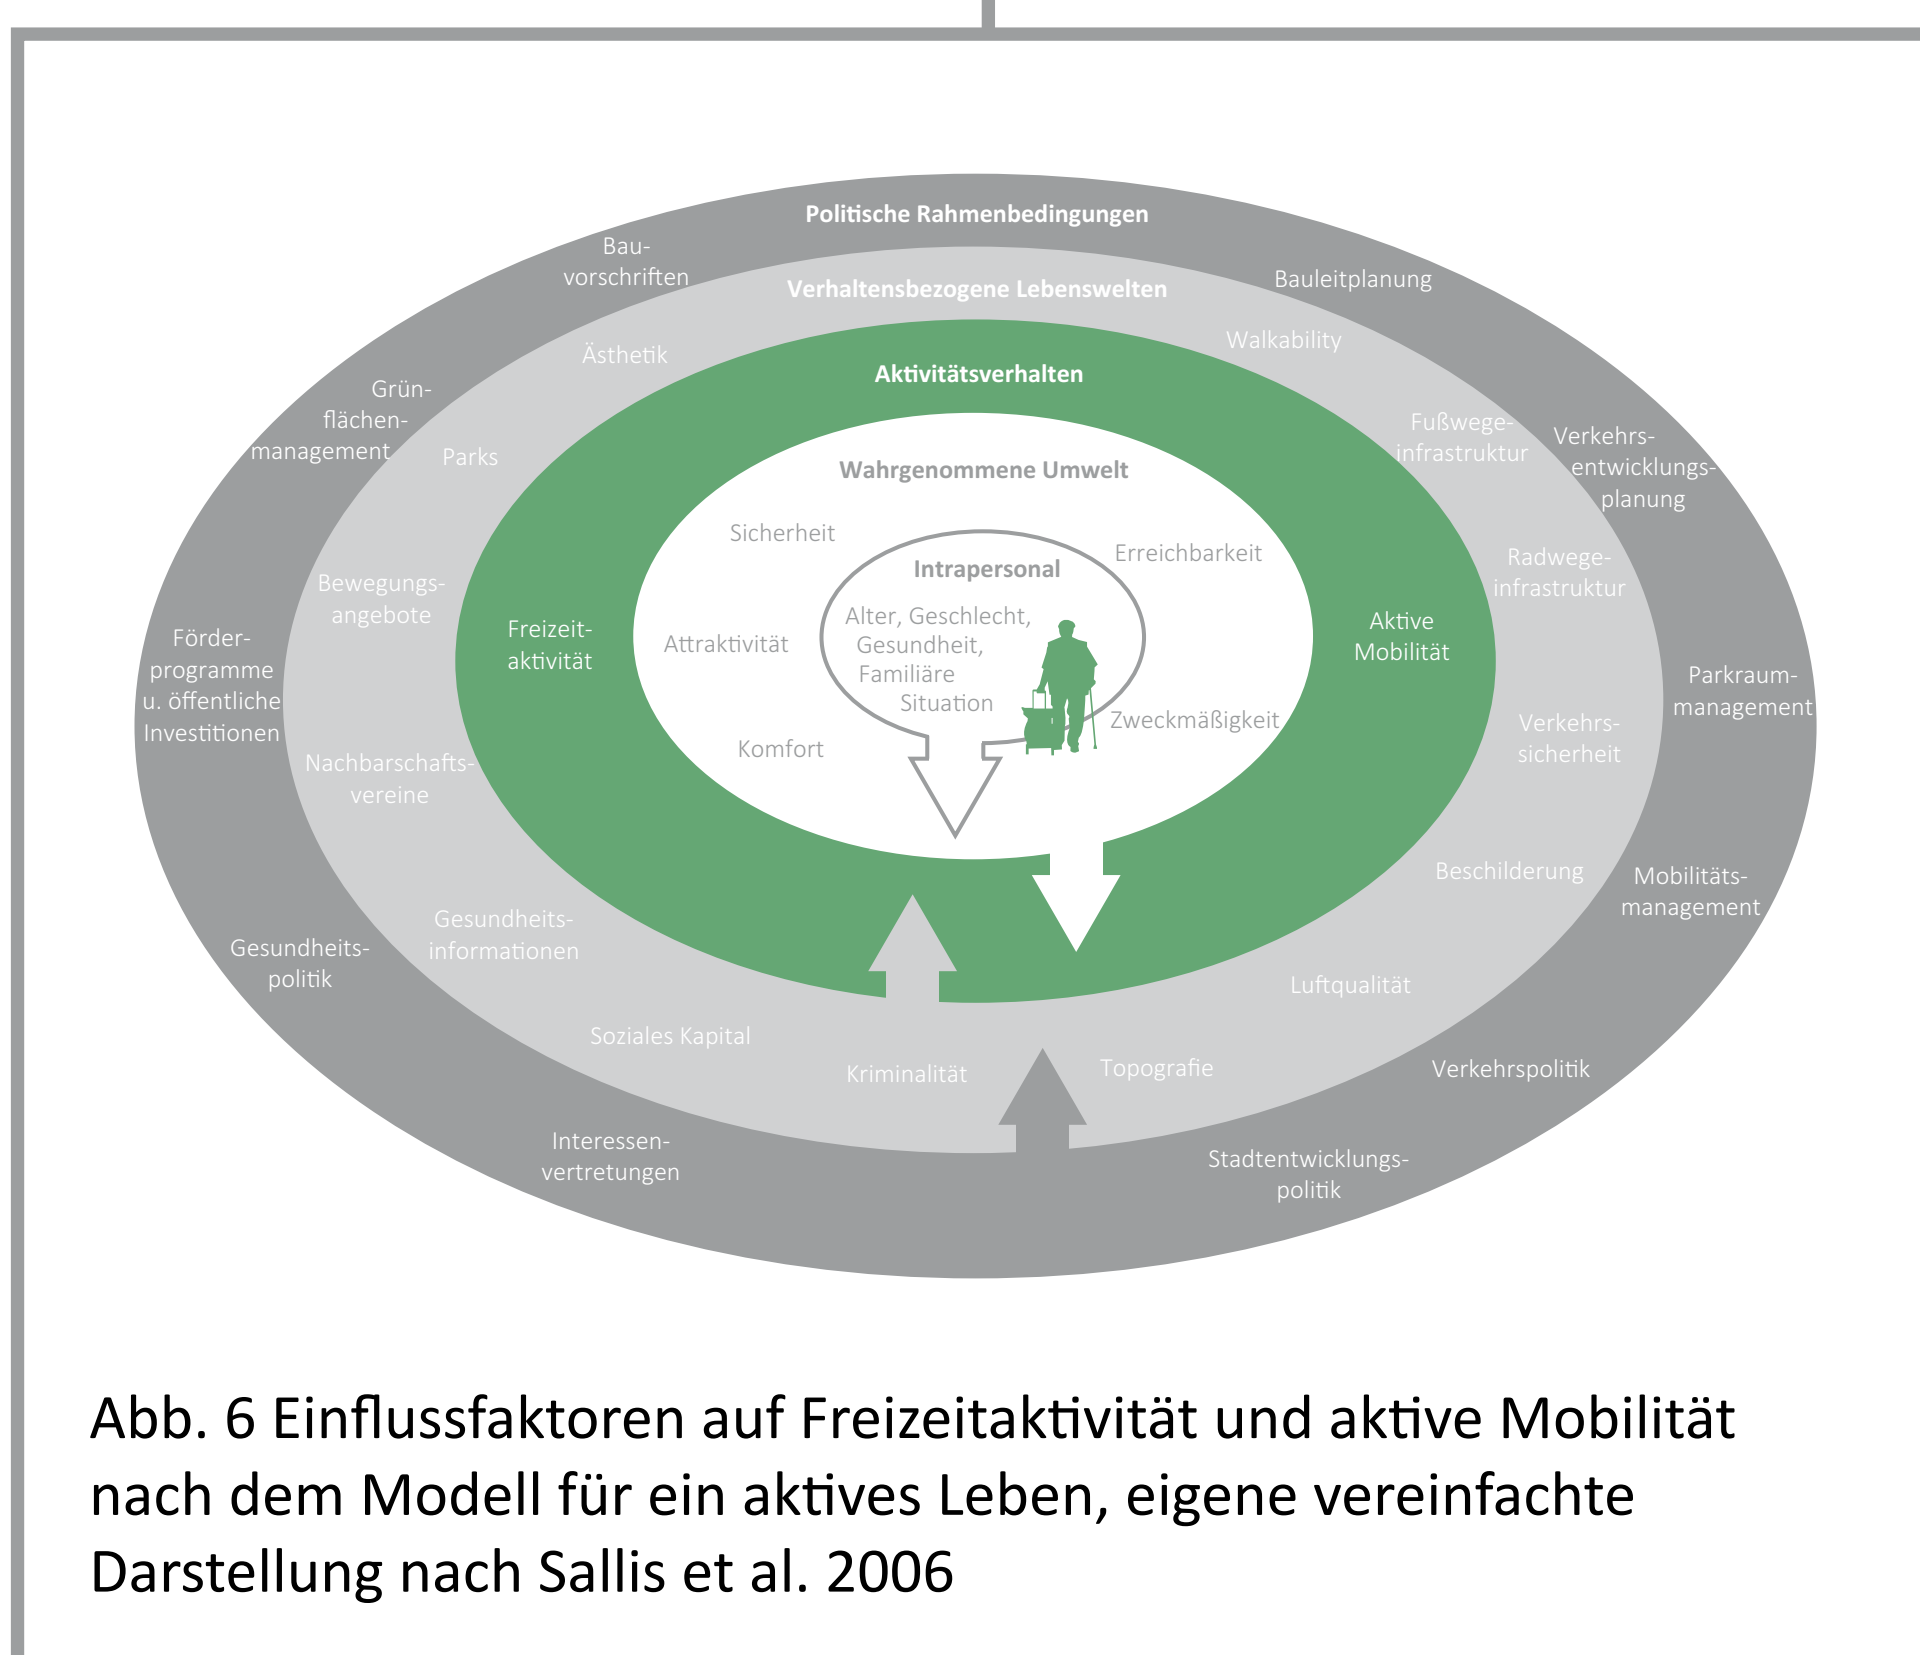 Politische Rahmenbedingungen
Bau-
vorschriften
Bauleitplanung
Grün-
flächen-
management
Verkehrs-
entwicklungs-
planung
Förder-
programme
u. öffentliche
Investitionen
Parkraum-
management
Gesundheits-
politik
Mobilitäts-
management
Interessen-
vertretungen
Verkehrspolitik
Stadtentwicklungs-
politik
Verhaltensbezogene Lebenswelten
Ästhetik
Walkability
Parks
Fußwege-
infrastruktur
Bewegungs-
angebote
Radwege-
infrastruktur
Nachbarschafts-
vereine
Verkehrs-
sicherheit
Gesundheits-
informationen
Beschilderung
Soziales Kapital
Luftqualität
Kriminalität
Topografie
Aktivitätsverhalten
Freizeit-
aktivität
Aktive
Mobilität
Wahrgenommene Umwelt
Sicherheit
Erreichbarkeit
Attraktivität
Zweckmäßigkeit
Komfort
Intrapersonal
Alter, Geschlecht,
Gesundheit,
Familiäre
Situation
Abb. 6 Einflussfaktoren auf Freizeitaktivität und aktive Mobilität
nach dem Modell für ein aktives Leben, eigene vereinfachte
Darstellung nach Sallis et al. 2006